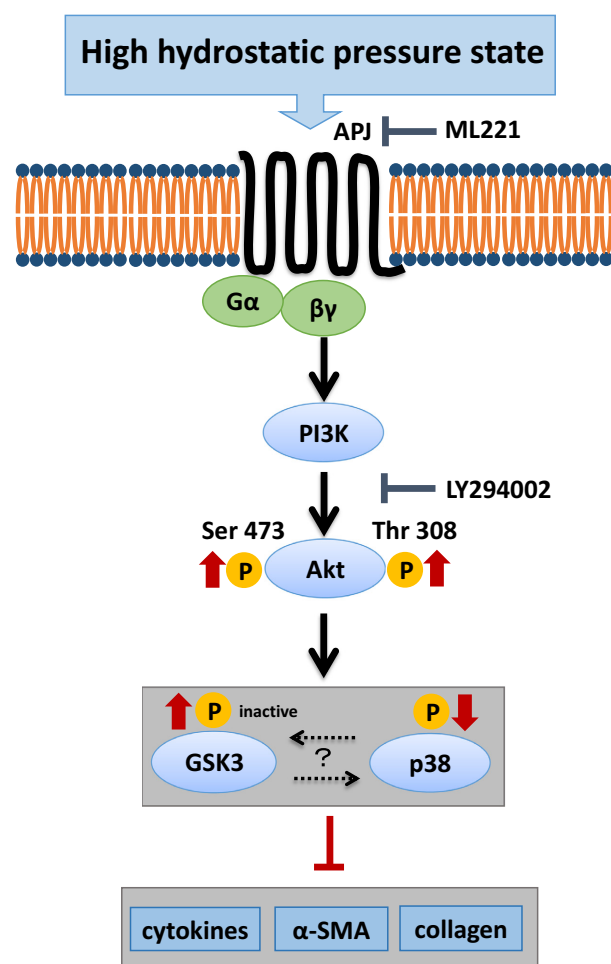 High hydrostatic pressure state
APJ
ML221
Gα
βγ
PI3K
LY294002
Ser 473
Thr 308
P
Akt
P
P
inactive
P
GSK3
?
p38
cytokines
α-SMA
collagen